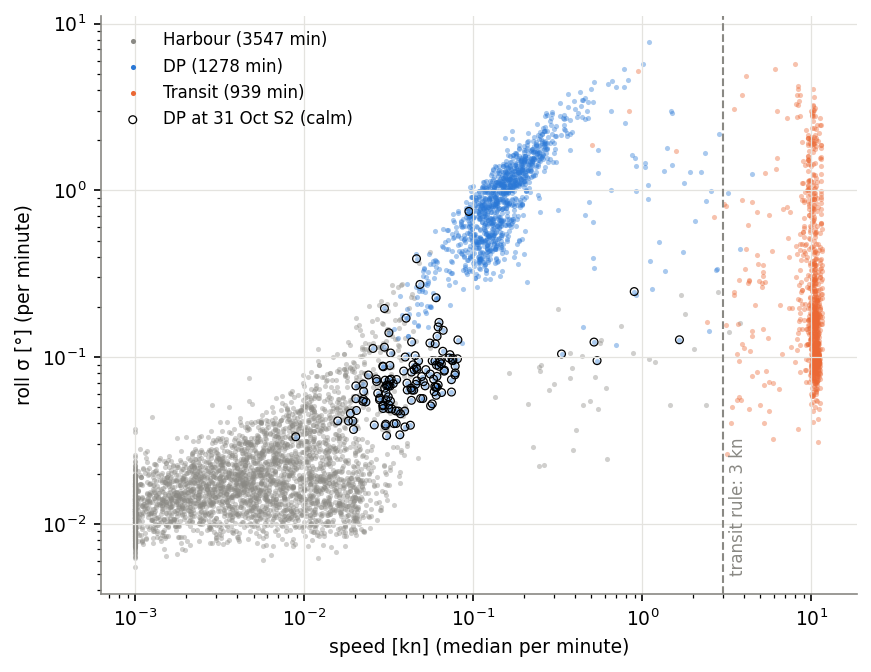 Harbour (3547 min)
DP (1278 min)
Transit (939 min)
DP at 31 Oct S2 (calm)
roll σ [°] (per minute)
10¹
10⁰
10⁻¹
10⁻²
transit rule: 3 kn
10⁻³
10⁻²
10⁻¹
10⁰
10¹
speed [kn] (median per minute)